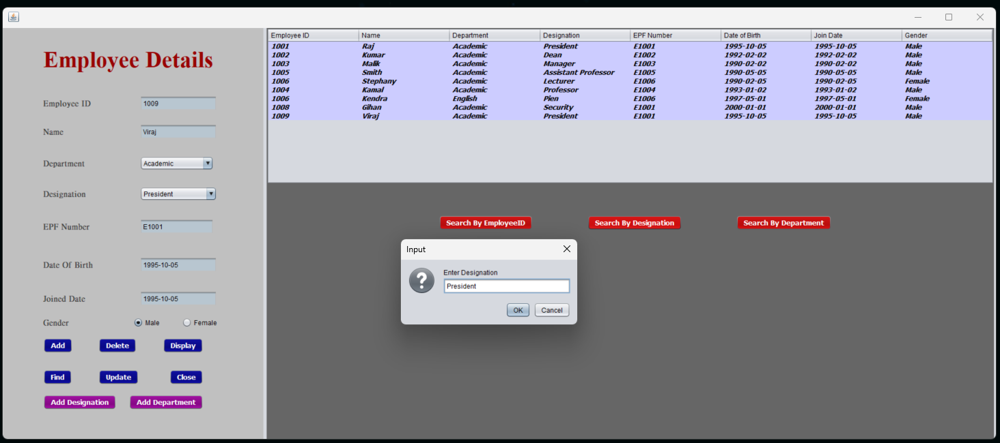 Employee Details
Employee ID 1009
Name Viraj
Department Academic
Designation President
EPF Number E1001
Date Of Birth 1995-10-05
Joined Date 1995-10-05
Gender Male Female
Add Delete Display
Find Update Close
Add Designation Add Department
Employee ID Name Department Designation EPF Number Date of Birth Join Date Gender
1001 Raj Academic President E1001 1995-10-05 1995-10-05 Male
1002 Kumar Academic Dean E1002 1992-02-02 1992-02-02 Male
1003 Malik Academic Manager E1003 1990-02-02 1990-02-02 Male
1005 Smith Academic Assistant Professor E1005 1990-05-05 1990-05-05 Male
1006 Stephany Academic Lecturer E1006 1990-02-05 1990-02-05 Female
1004 Kamal Academic Professor E1004 1993-01-02 1993-01-02 Male
1006 Kendra English Pien E1006 1997-05-01 1997-05-01 Female
1008 Gihan Academic Security E1001 2000-01-01 2000-01-01 Male
1009 Viraj Academic President E1001 1995-10-05 1995-10-05 Male
Search By EmployeeID Search By Designation Search By Department
Input
Enter Designation
President
OK Cancel